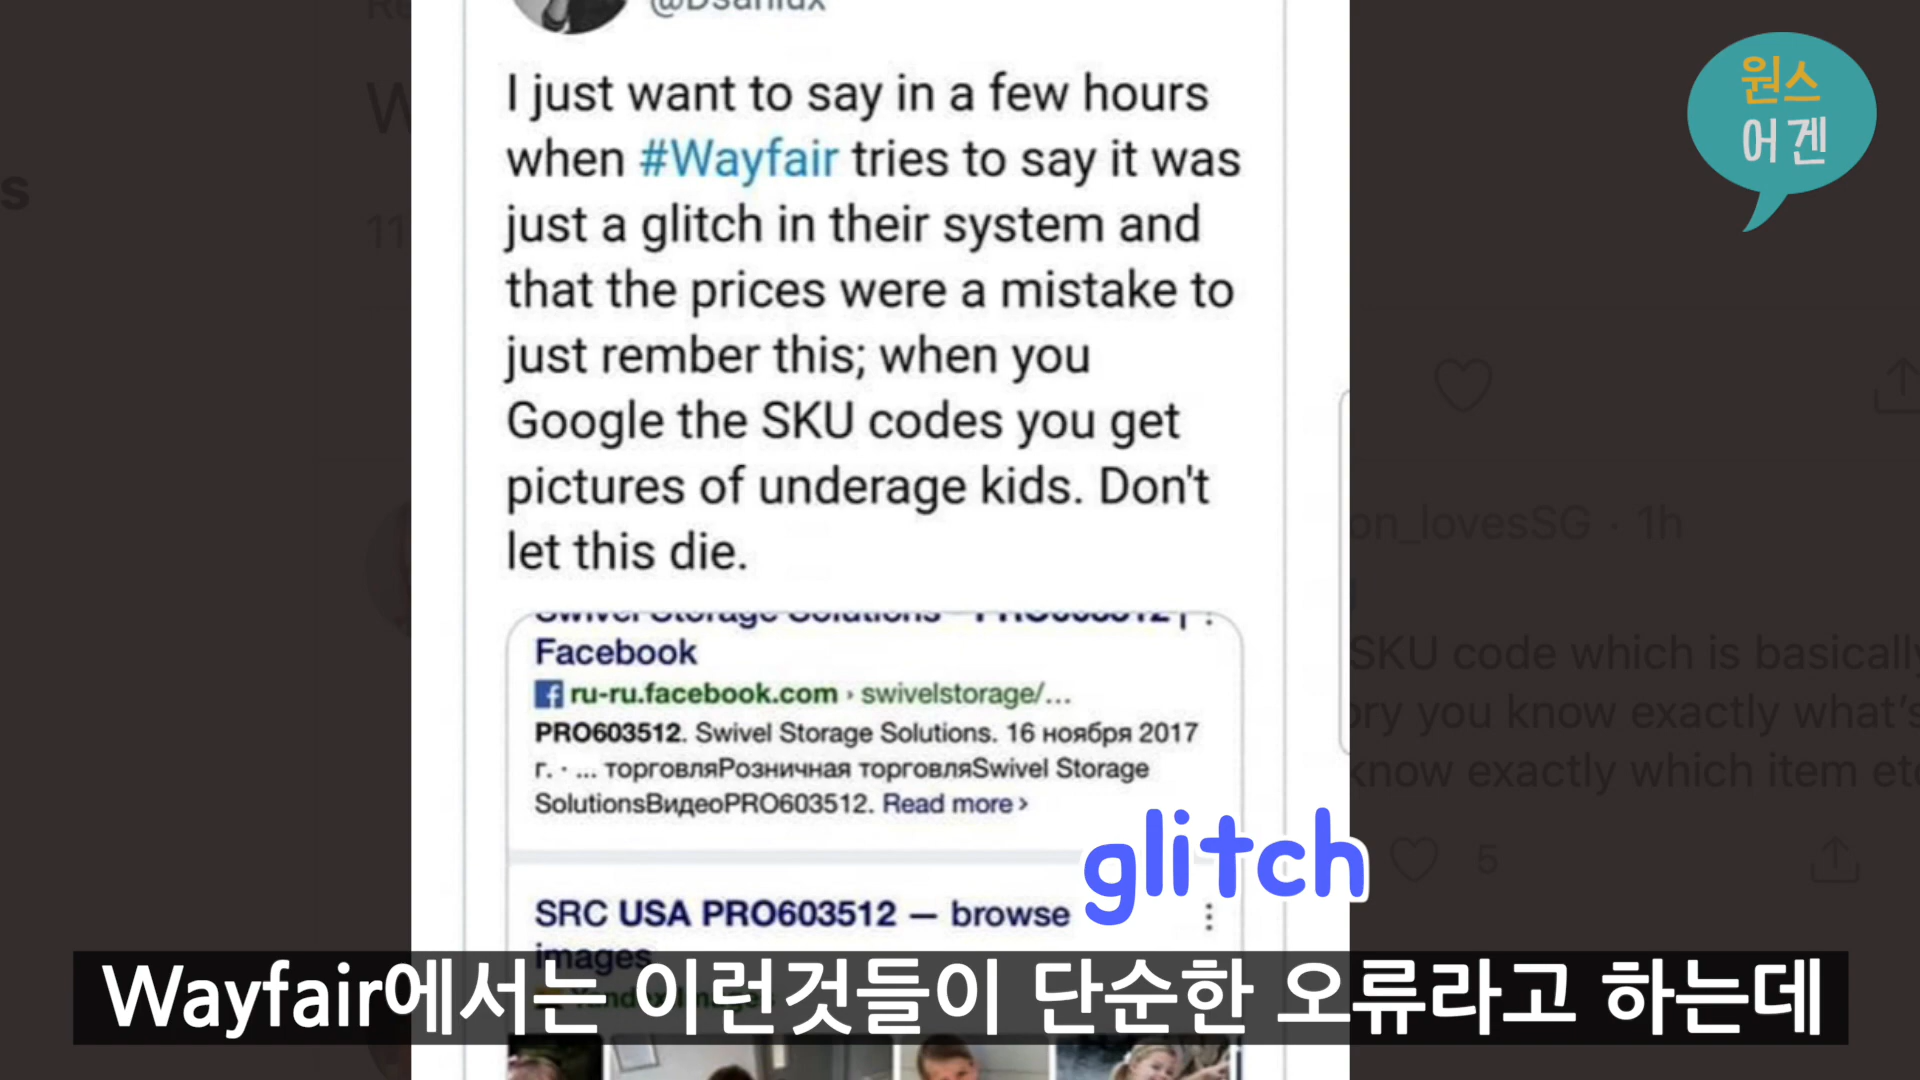 @Dsanidx
원스
어겐
I just want to say in a few hours
when #Wayfair tries to say it was
just a glitch in their system and
that the prices were a mistake to
just rember this; when you
Google the SKU codes you get
pictures of underage kids. Don't
let this die.
Swivel Storage Solutions - PRO603512 |
Facebook
ru-ru.facebook.com › swivelstorage/...
PRO603512. Swivel Storage Solutions. 16 ноября 2017
г. · ... торговляРозничная торговляSwivel Storage
SolutionsВидеоPRO603512. Read more ›
SRC USA PRO603512 — browse
images
Yandex Images
glitch
Wayfair에서는 이런것들이 단순한 오류라고 하는데
s
11
on_lovesSG · 1h
SKU code which is basically
ory you know exactly what's
know exactly which item etc
5